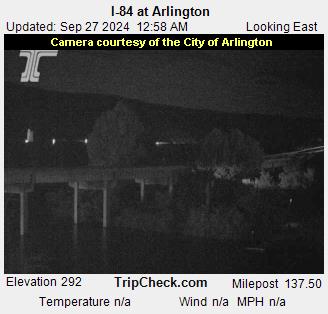 I-84 at Arlington
Updated: Sep 27 2024 12:58 AM Looking East
Camera courtesy of the City of Arlington
Elevation 292 TripCheck.com Milepost 137.50
Temperature n/a Wind n/a MPH n/a